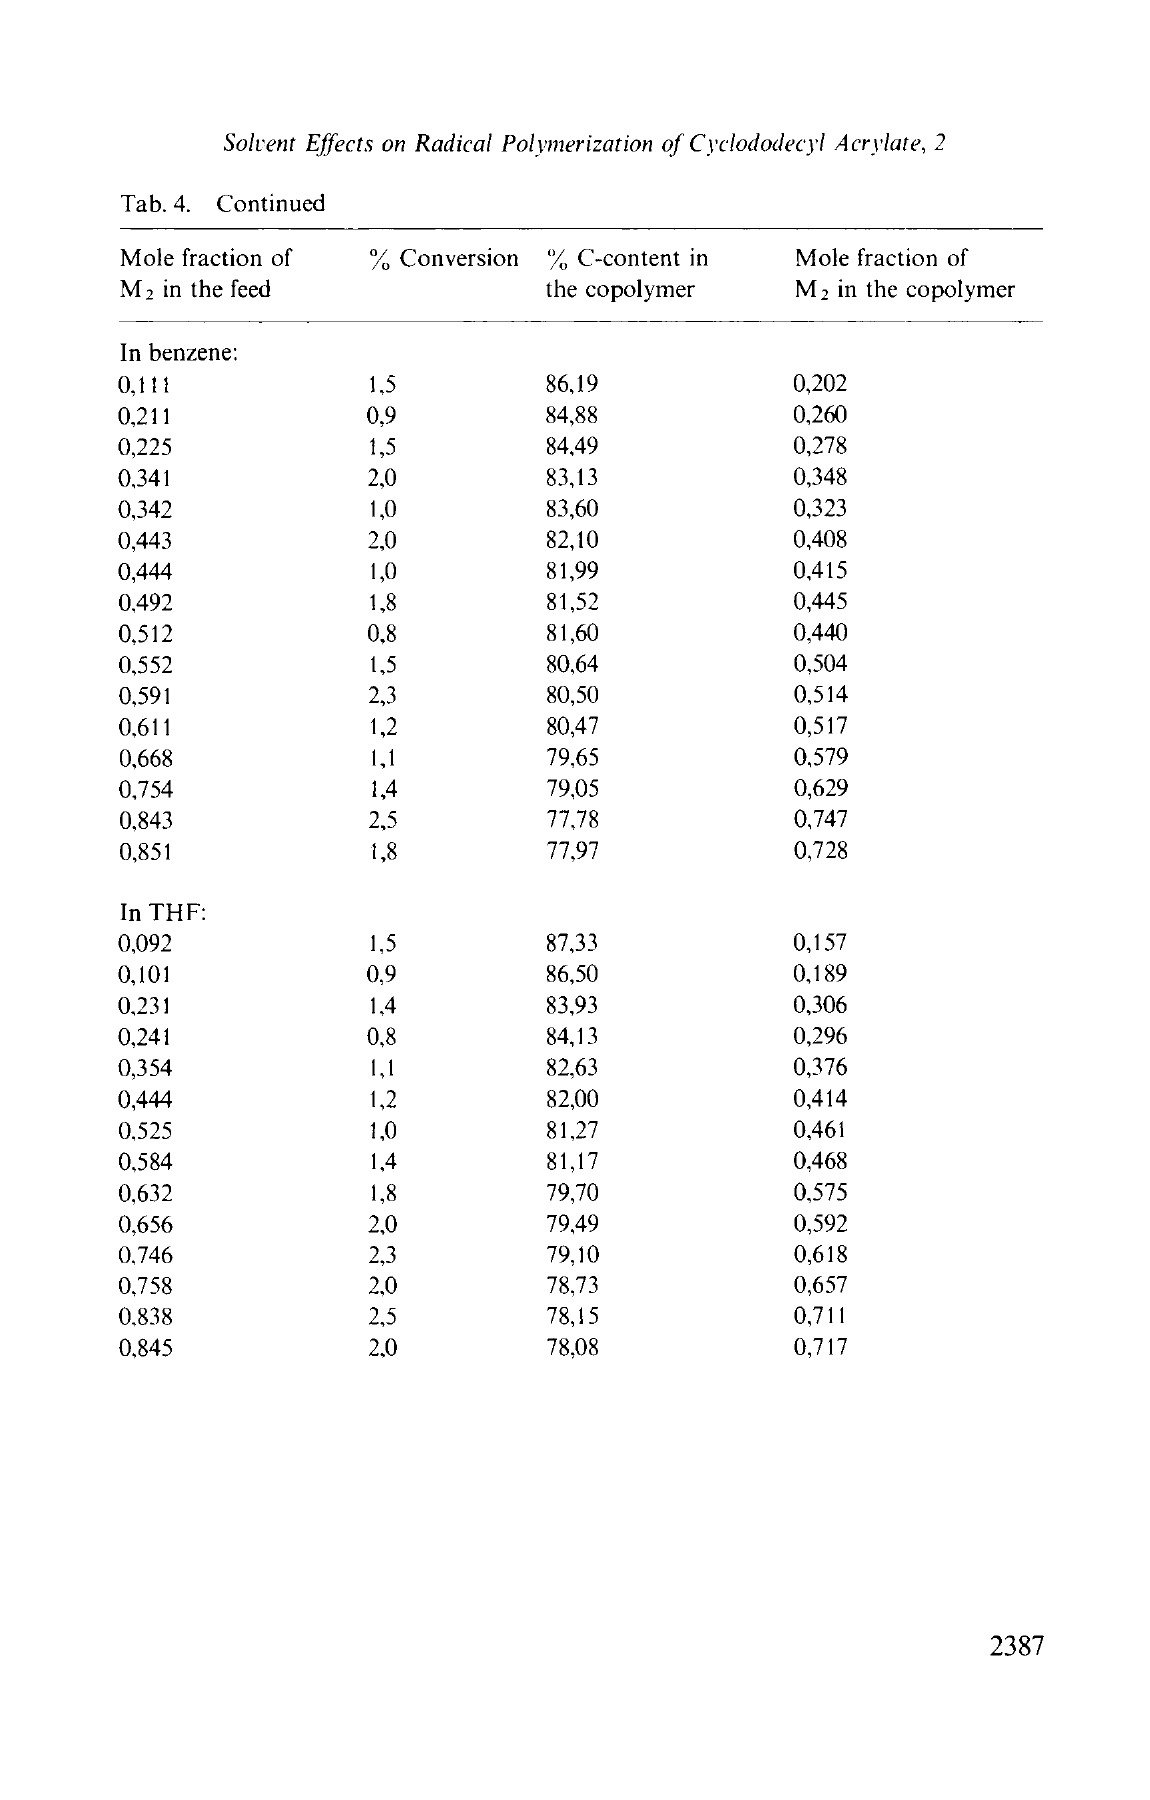 Solvent Effects on Radical Polymerization of Cyclododecyl Acrylate, 2
Tab. 4. Continued
Mole fraction of % Conversion % C-content in Mole fraction of
M₂ in the feed the copolymer M₂ in the copolymer
In benzene:
0,111 1,5 86,19 0,202
0,211 0,9 84,88 0,260
0,225 1,5 84,49 0,278
0,341 2,0 83,13 0,348
0,342 1,0 83,60 0,323
0,443 2,0 82,10 0,408
0,444 1,0 81,99 0,415
0,492 1,8 81,52 0,445
0,512 0,8 81,60 0,440
0,552 1,5 80,64 0,504
0,591 2,3 80,50 0,514
0,611 1,2 80,47 0,517
0,668 1,1 79,65 0,579
0,754 1,4 79,05 0,629
0,843 2,5 77,78 0,747
0,851 1,8 77,97 0,728
In THF:
0,092 1,5 87,33 0,157
0,101 0,9 86,50 0,189
0,231 1,4 83,93 0,306
0,241 0,8 84,13 0,296
0,354 1,1 82,63 0,376
0,444 1,2 82,00 0,414
0,525 1,0 81,27 0,461
0,584 1,4 81,17 0,468
0,632 1,8 79,70 0,575
0,656 2,0 79,49 0,592
0,746 2,3 79,10 0,618
0,758 2,0 78,73 0,657
0,838 2,5 78,15 0,711
0,845 2,0 78,08 0,717
2387